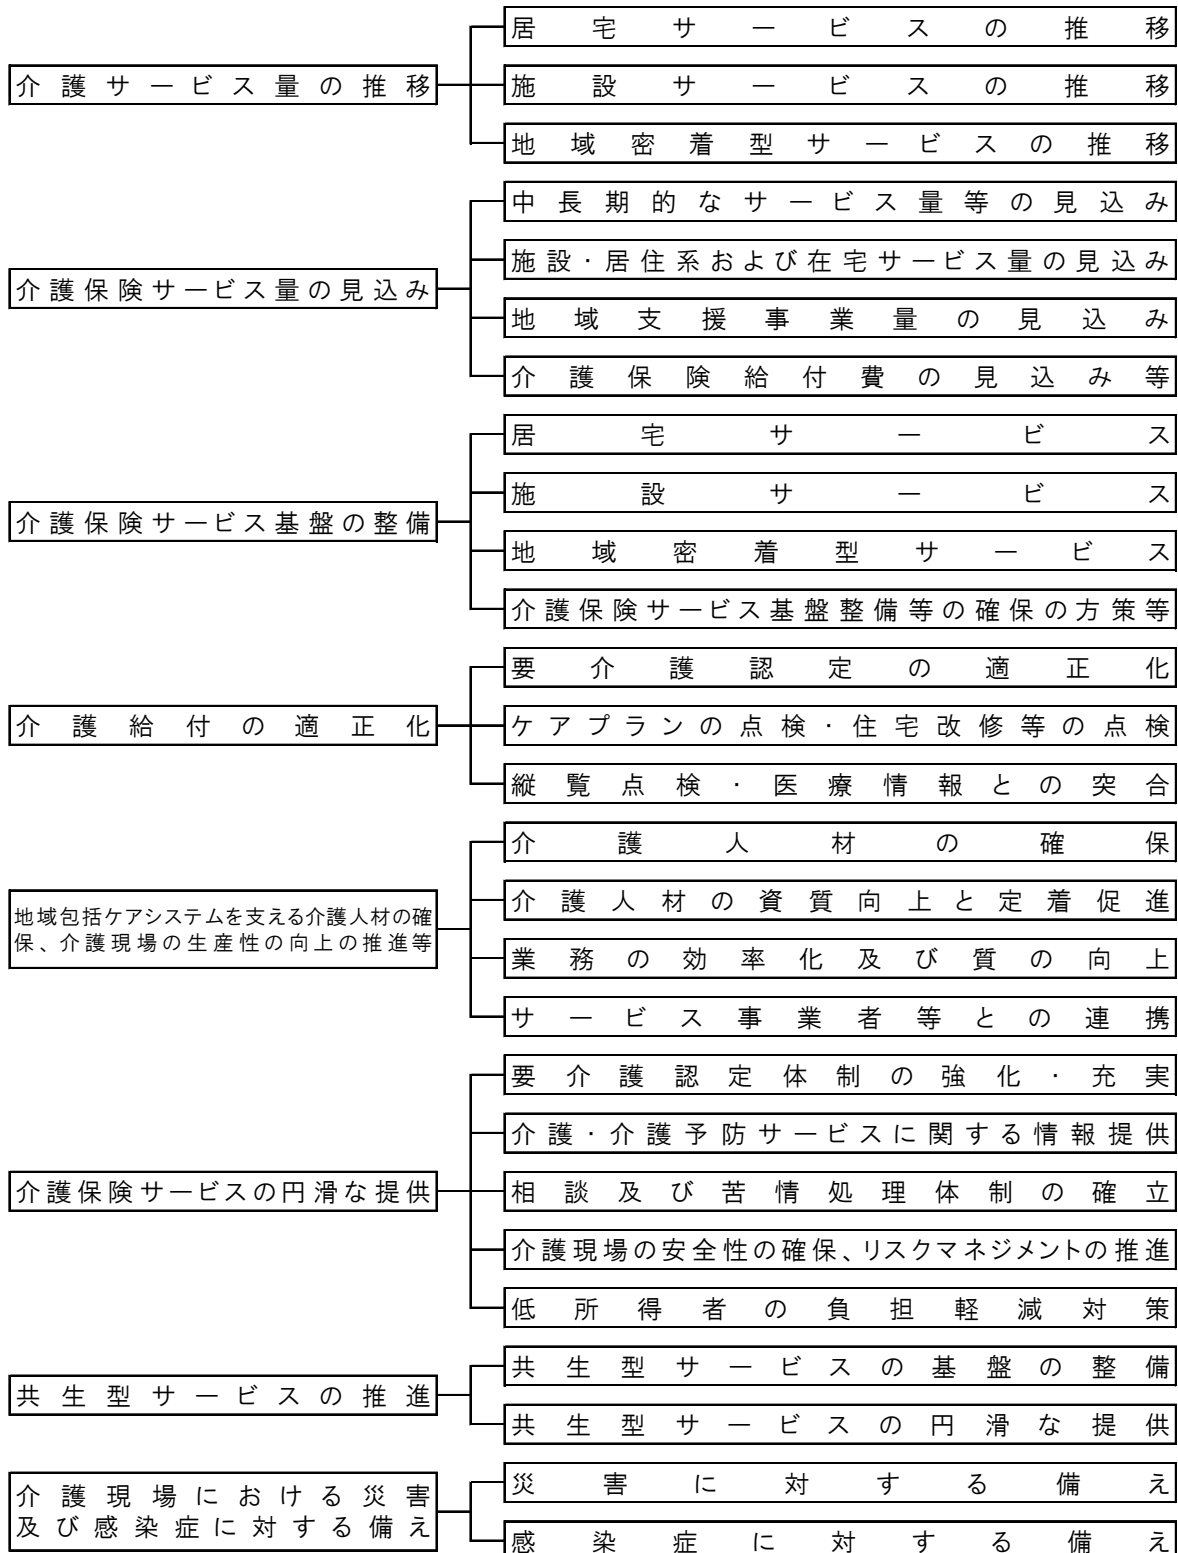 介護サービス量の推移
居宅サービスの推移
施設サービスの推移
地域密着型サービスの推移
介護保険サービス量の見込み
中長期的なサービス量等の見込み
施設・居住系および在宅サービス量の見込み
地域支援事業量の見込み
介護保険給付費の見込み等
介護保険サービス基盤の整備
居宅サービス
施設サービス
地域密着型サービス
介護保険サービス基盤整備等の確保の方策等
介護給付の適正化
要介護認定の適正化
ケアプランの点検・住宅改修等の点検
縦覧点検・医療情報との突合
地域包括ケアシステムを支える介護人材の確
保、介護現場の生産性の向上の推進等
介護人材の確保
介護人材の資質向上と定着促進
業務の効率化及び質の向上
サービス事業者等との連携
介護保険サービスの円滑な提供
要介護認定体制の強化・充実
介護・介護予防サービスに関する情報提供
相談及び苦情処理体制の確立
介護現場の安全性の確保、リスクマネジメントの推進
低所得者の負担軽減対策
共生型サービスの推進
共生型サービスの基盤の整備
共生型サービスの円滑な提供
介護現場における災害
及び感染症に対する備え
災害に対する備え
感染症に対する備え